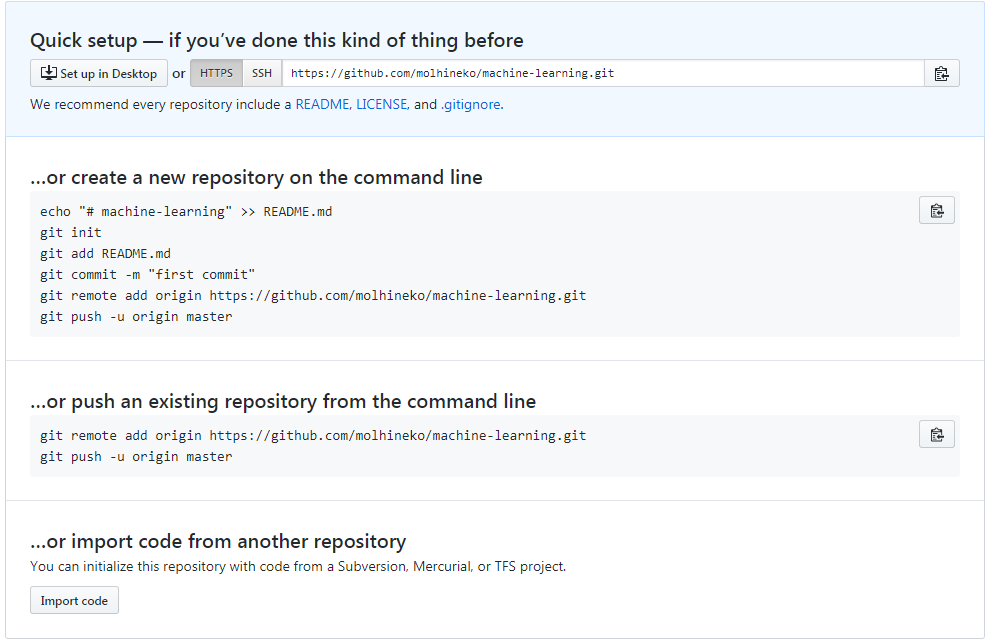 Quick setup — if you’ve done this kind of thing before
Set up in Desktop or HTTPS SSH https://github.com/molhineko/machine-learning.git
We recommend every repository include a README, LICENSE, and .gitignore.
…or create a new repository on the command line
echo "# machine-learning" >> README.md
git init
git add README.md
git commit -m "first commit"
git remote add origin https://github.com/molhineko/machine-learning.git
git push -u origin master
…or push an existing repository from the command line
git remote add origin https://github.com/molhineko/machine-learning.git
git push -u origin master
…or import code from another repository
You can initialize this repository with code from a Subversion, Mercurial, or TFS project.
Import code